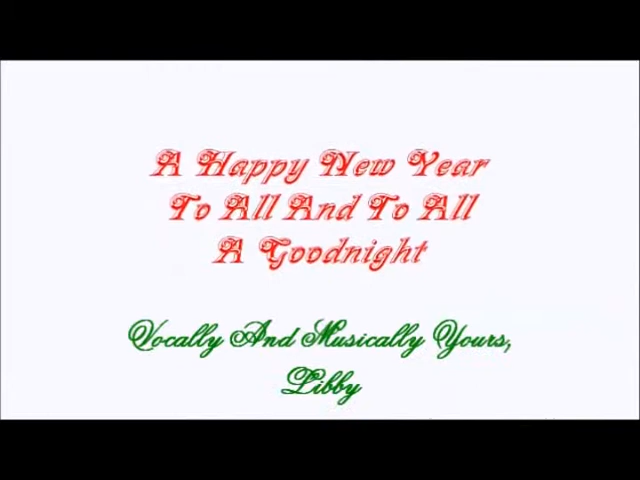 A Happy New Year
To All And To All
A Goodnight
Vocally And Musically Yours,
Libby